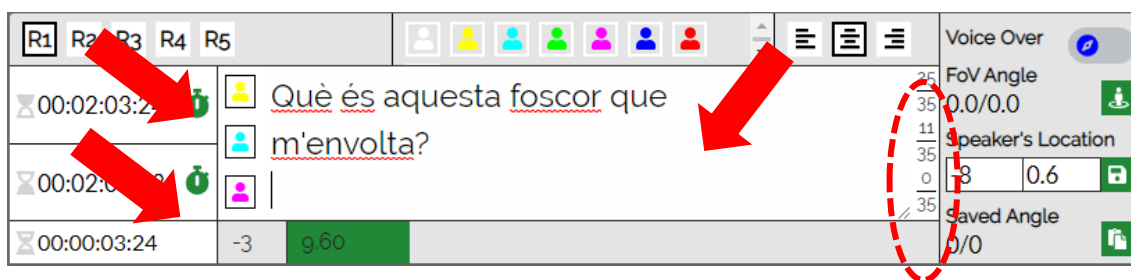 R1 R2 R3 R4 R5
Voice Over
FoV Angle
0.0/0.0
Speaker's Location
-8 0.6
Saved Angle
0/0
00:02:03:2
00:02:
00:00:03:24
Què és aquesta foscor que
m'envolta?
25
35
11
35
0
35
-3 9.60